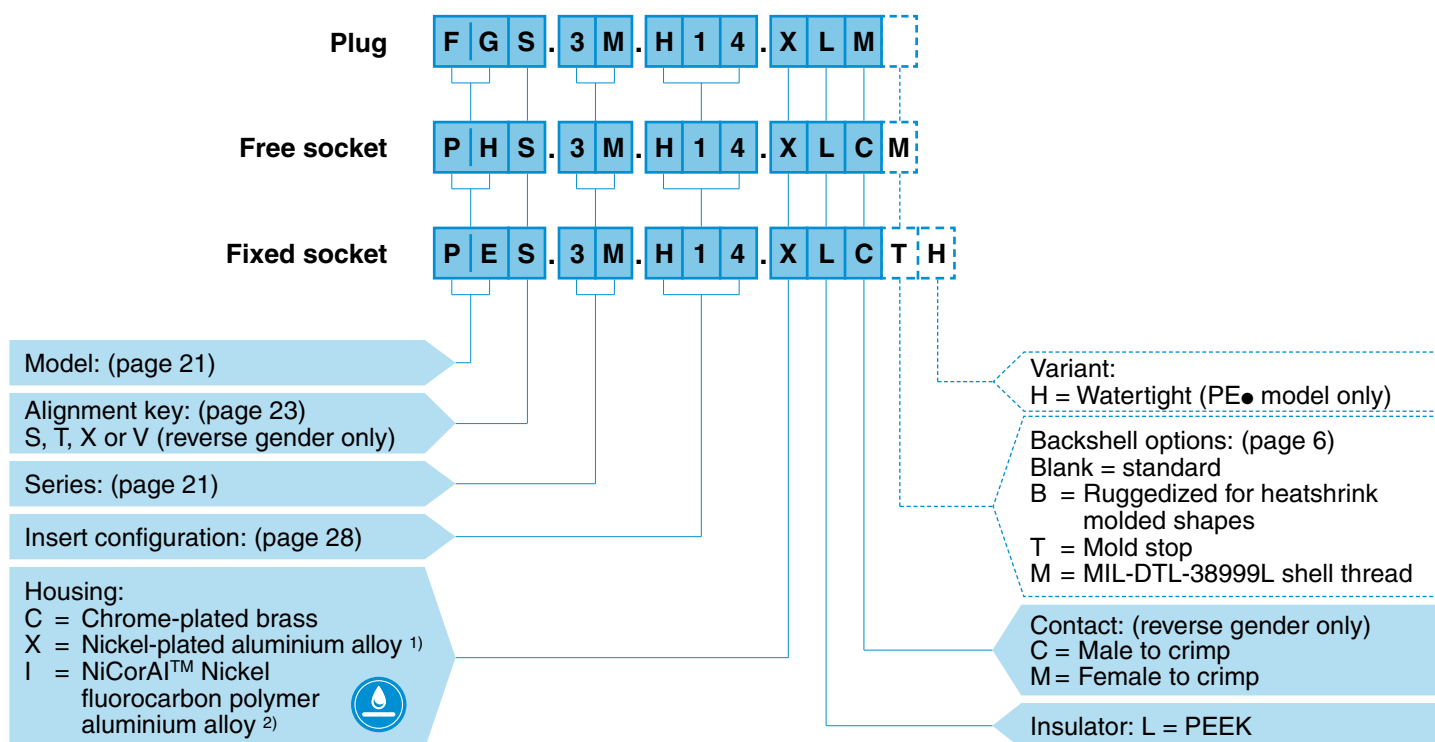 Plug F G S . 3 M . H 1 4 . X L M
Free socket P H S . 3 M . H 1 4 . X L C M
Fixed socket P E S . 3 M . H 1 4 . X L C T H
Model: (page 21)
Alignment key: (page 23)
S, T, X or V (reverse gender only)
Series: (page 21)
Insert configuration: (page 28)
Housing:
C = Chrome-plated brass
X = Nickel-plated aluminium alloy 1)
I = NiCorAl™ Nickel
fluorocarbon polymer
aluminium alloy 2)
Variant:
H = Watertight (PE● model only)
Backshell options: (page 6)
Blank = standard
B = Ruggedized for heatshrink
molded shapes
T = Mold stop
M = MIL-DTL-38999L shell thread
Contact: (reverse gender only)
C = Male to crimp
M = Female to crimp
Insulator: L = PEEK